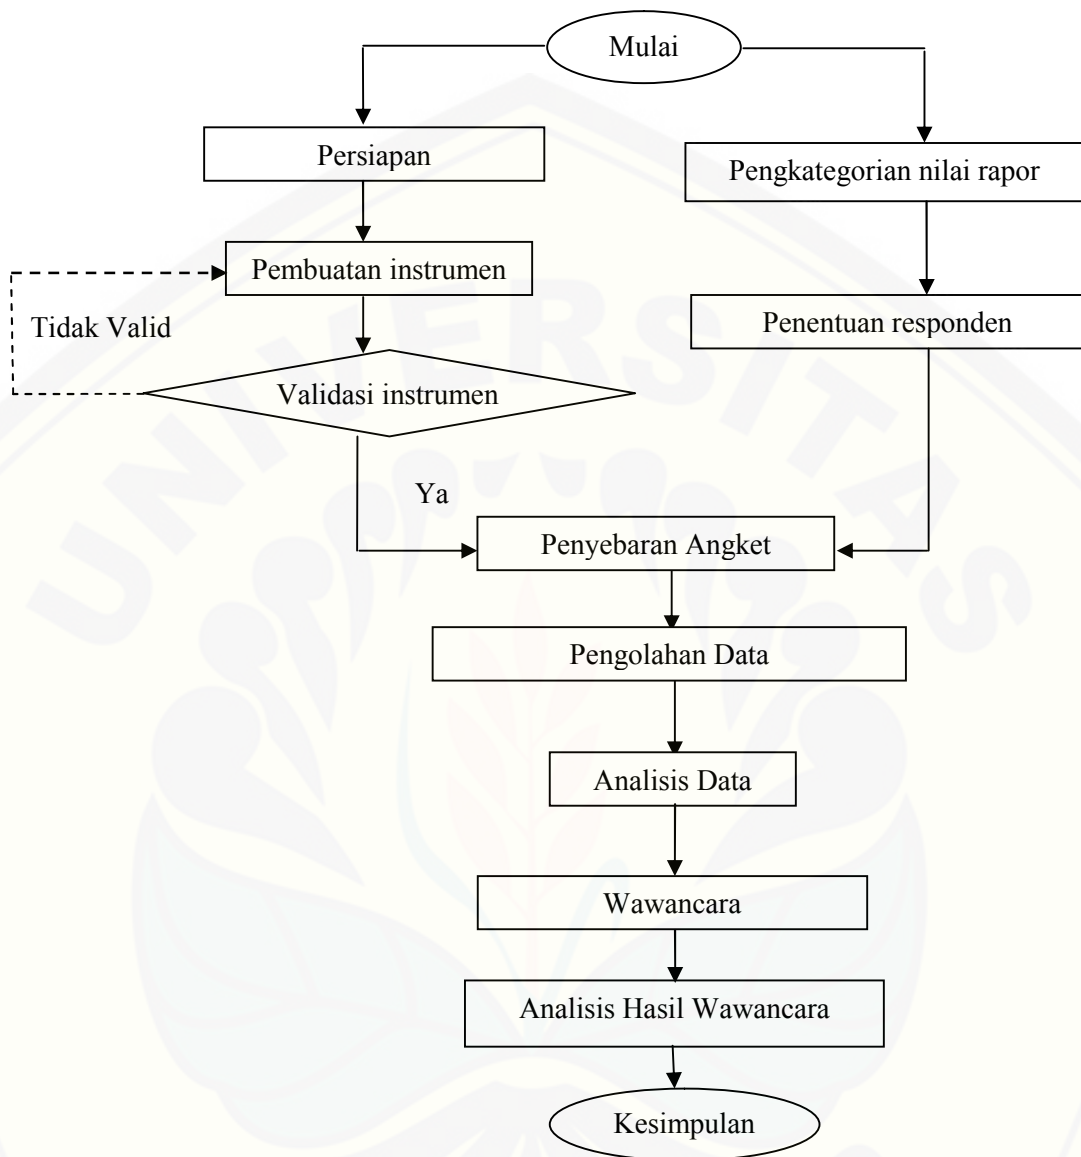 Mulai
Persiapan
Pengkategorian nilai rapor
Pembuatan instrumen
Penentuan responden
Tidak Valid
Validasi instrumen
Ya
Penyebaran Angket
Pengolahan Data
Analisis Data
Wawancara
Analisis Hasil Wawancara
Kesimpulan
UNIVERSITAS